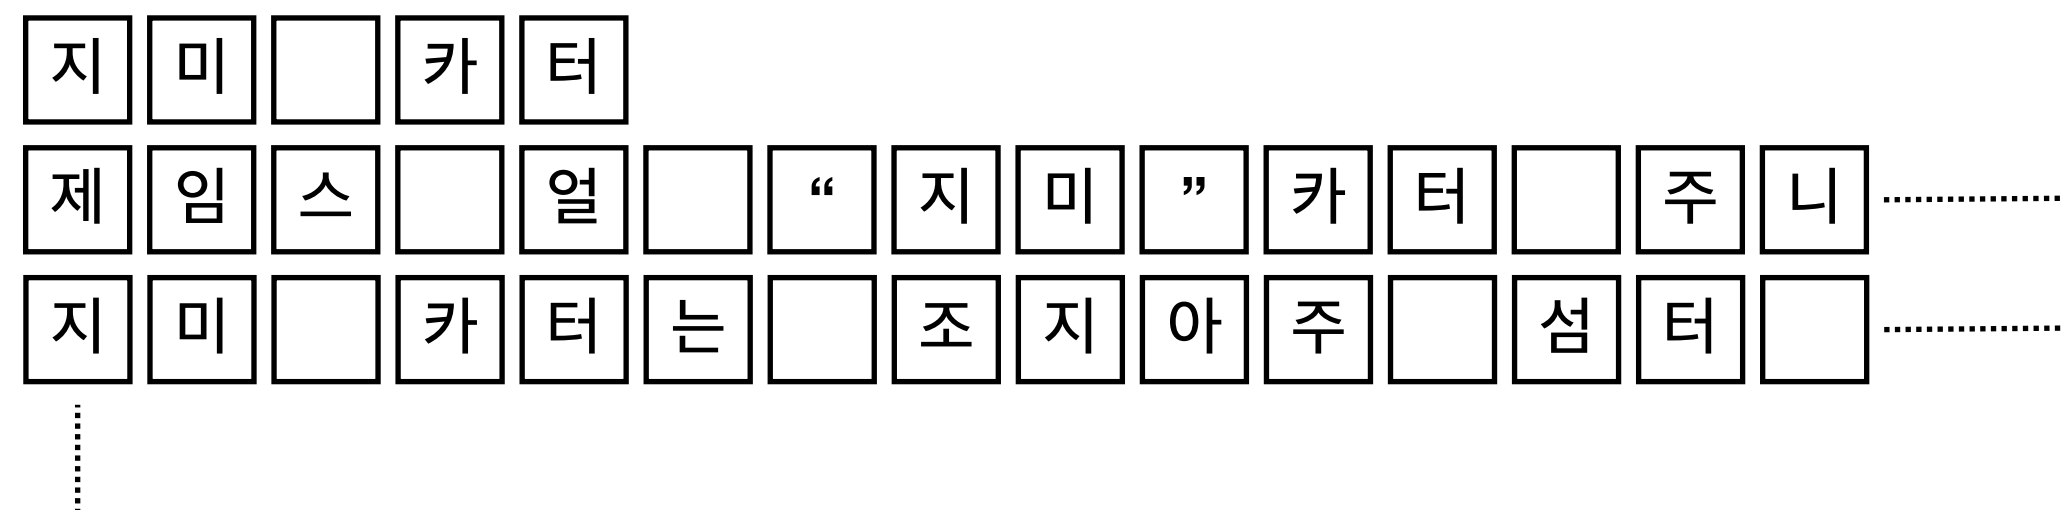 지미 카터
제임스 얼 “지미”카터 주니
지미 카터는 조지아주 섬터